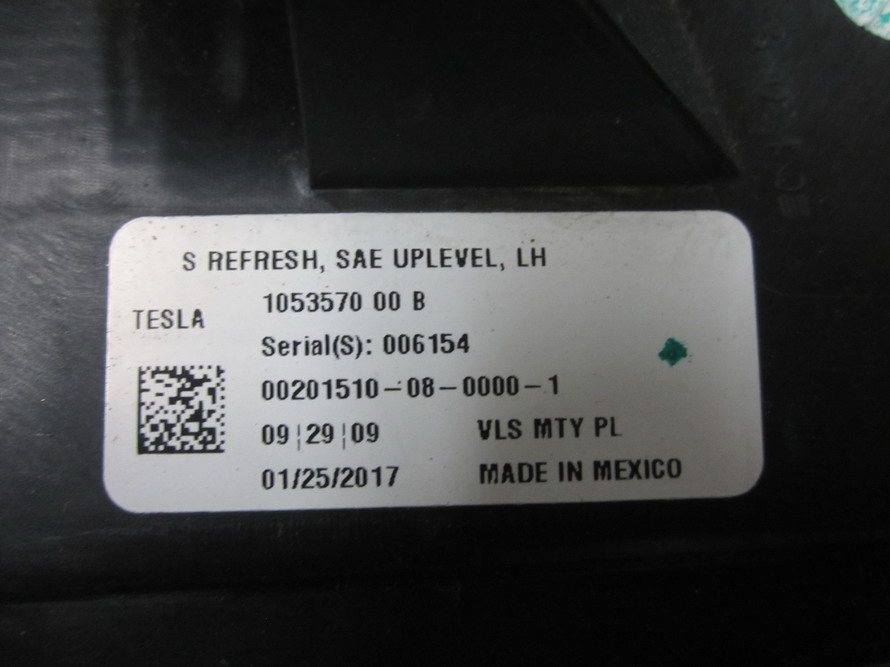 S REFRESH, SAE UPLEVEL, LH
TESLA
1053570 00 B
Serial(S): 006154
00201510-08-0000-1
09|29|09 VLS MTY PL
01/25/2017 MADE IN MEXICO